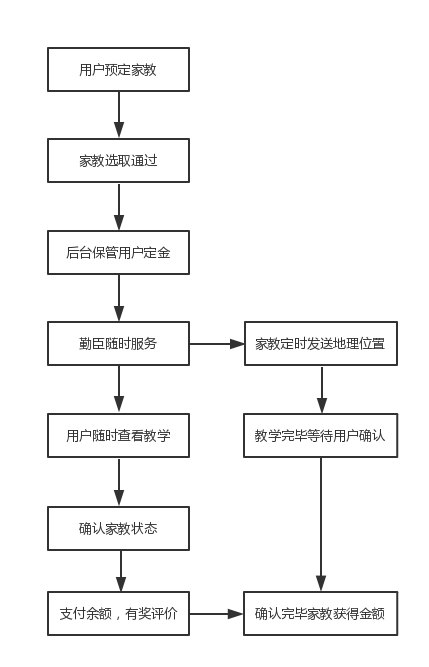 用户预定家教
家教选取通过
后台保管用户定金
勤臣随时服务
家教定时发送地理位置
用户随时查看教学
教学完毕等待用户确认
确认家教状态
支付余额，有奖评价
确认完毕家教获得金额